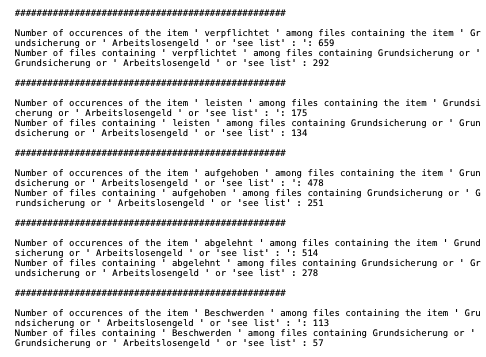 ################################################
Number of occurences of the item ' verpflichtet ' among files containing the item ' Gr
undsicherung or ' Arbeitslosengeld ' or 'see list' : ': 659
Number of files containing ' verpflichtet ' among files containing Grundsicherung or '
Grundsicherung or ' Arbeitslosengeld ' or 'see list' : 292
################################################
Number of occurences of the item ' leisten ' among files containing the item ' Grundsi
cherung or ' Arbeitslosengeld ' or 'see list' : ': 175
Number of files containing ' leisten ' among files containing Grundsicherung or ' Grun
dsicherung or ' Arbeitslosengeld ' or 'see list' : 134
################################################
Number of occurences of the item ' aufgehoben ' among files containing the item ' Grun
dsicherung or ' Arbeitslosengeld ' or 'see list' : ': 478
Number of files containing ' aufgehoben ' among files containing Grundsicherung or ' G
rundsicherung or ' Arbeitslosengeld ' or 'see list' : 251
################################################
Number of occurences of the item ' abgelehnt ' among files containing the item ' Grund
sicherung or ' Arbeitslosengeld ' or 'see list' : ': 514
Number of files containing ' abgelehnt ' among files containing Grundsicherung or ' Gr
undsicherung or ' Arbeitslosengeld ' or 'see list' : 278
################################################
Number of occurences of the item ' Beschwerden ' among files containing the item ' Gru
ndsicherung or ' Arbeitslosengeld ' or 'see list' : ': 113
Number of files containing ' Beschwerden ' among files containing Grundsicherung or '
Grundsicherung or ' Arbeitslosengeld ' or 'see list' : 57